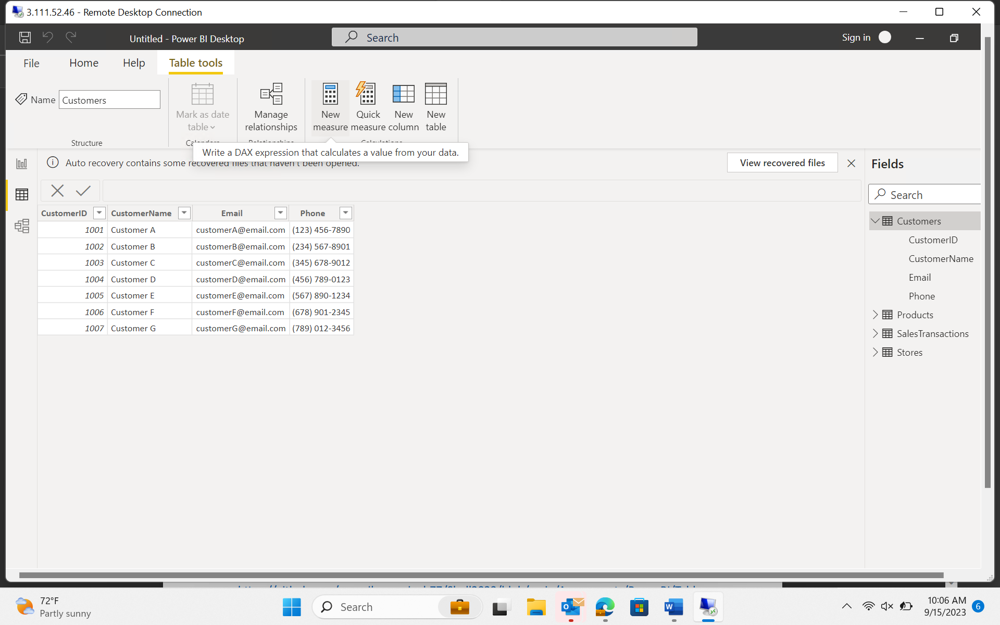 3.111.52.46 - Remote Desktop Connection
Untitled - Power BI Desktop
Search
Sign in
File
Home
Help
Table tools
Name
Customers
Mark as date
table
Manage
relationships
New
measure
Quick
measure
New
column
New
table
Structure
Calendars
Relationships
Calculations
Write a DAX expression that calculates a value from your data.
Auto recovery contains some recovered files that haven't been opened.
View recovered files
Fields
Search
CustomerID CustomerName Email Phone
1001 Customer A customerA@email.com (123) 456-7890
1002 Customer B customerB@email.com (234) 567-8901
1003 Customer C customerC@email.com (345) 678-9012
1004 Customer D customerD@email.com (456) 789-0123
1005 Customer E customerE@email.com (567) 890-1234
1006 Customer F customerF@email.com (678) 901-2345
1007 Customer G customerG@email.com (789) 012-3456
Customers
CustomerID
CustomerName
Email
Phone
Products
SalesTransactions
Stores
72°F
Partly sunny
Search
10:06 AM
9/15/2023
6